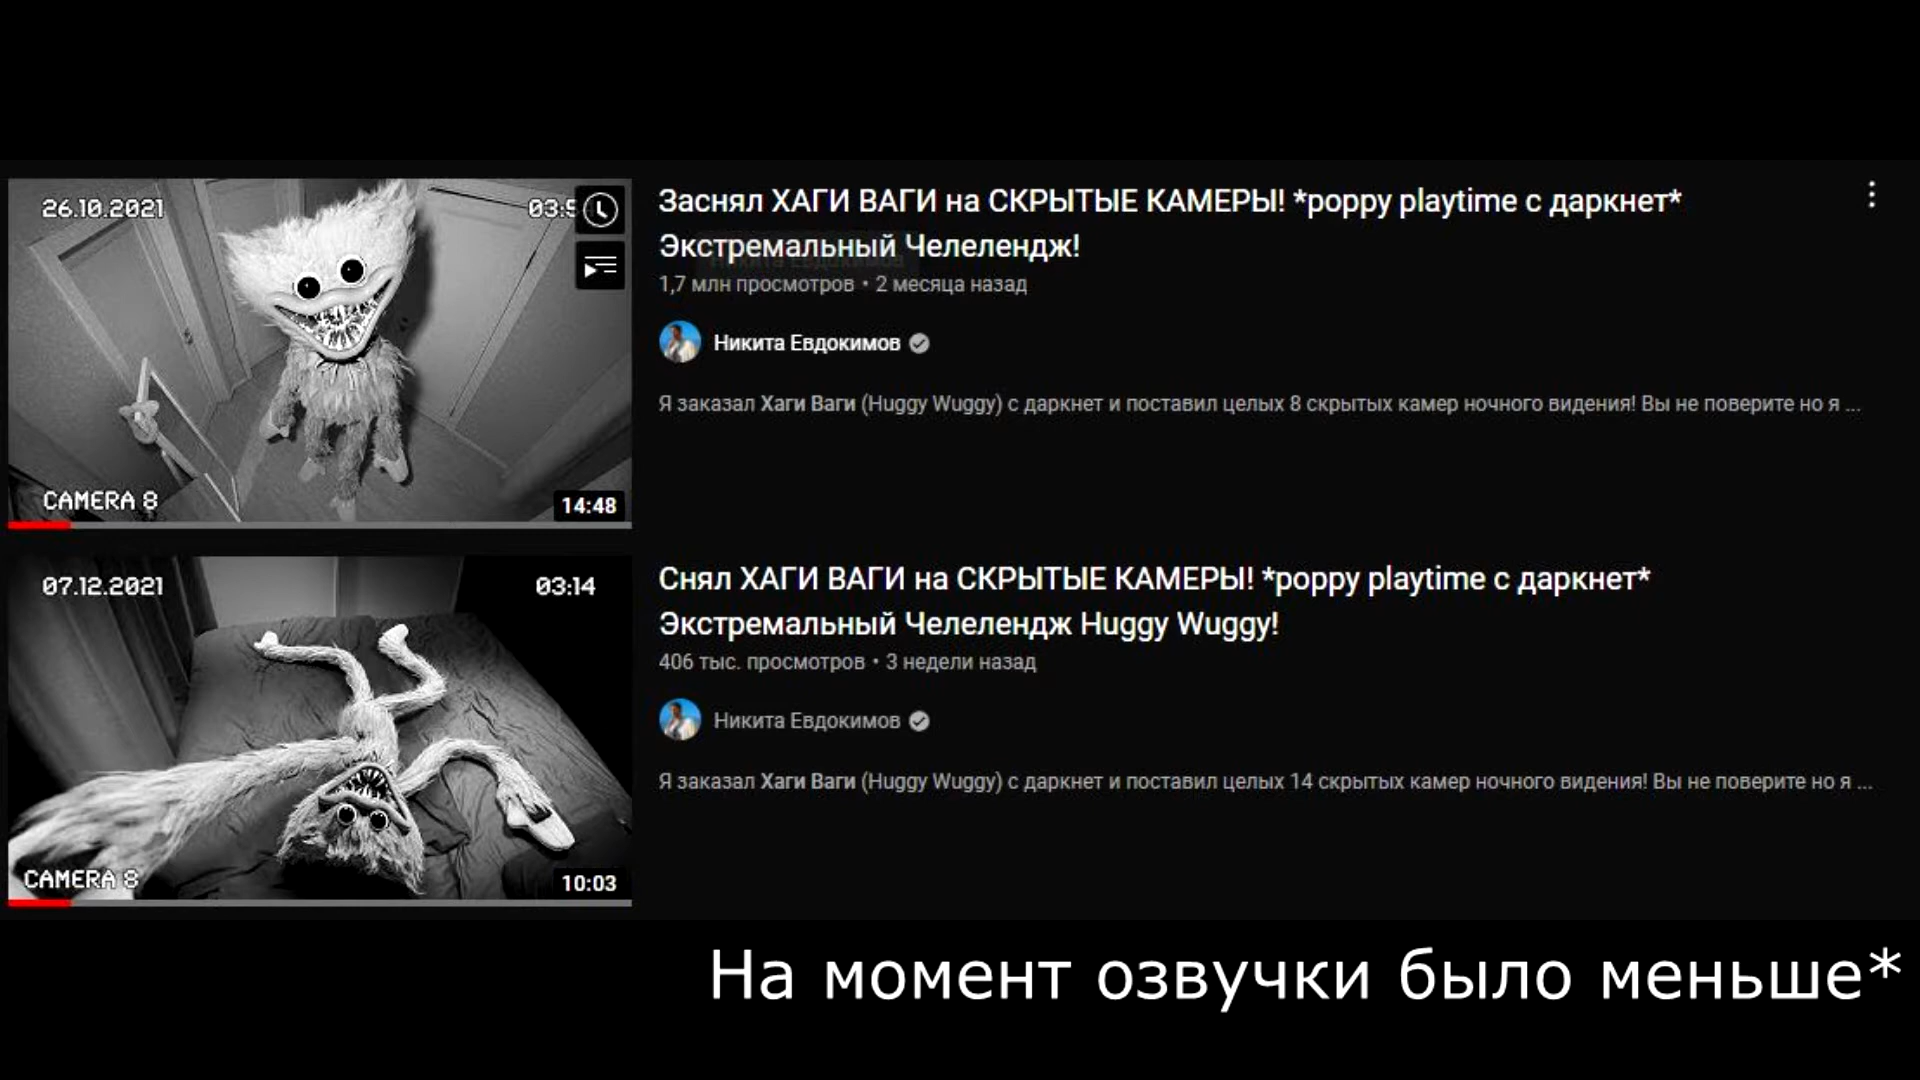 26.10.2021
03:5
CAMERA 8
14:48
Заснял ХАГИ ВАГИ на СКРЫТЫЕ КАМЕРЫ! *poppy playtime с даркнет*
Экстремальный Челелендж!
1,7 млн просмотров • 2 месяца назад
Никита Евдокимов
Я заказал Хаги Ваги (Huggy Wuggy) с даркнет и поставил целых 8 скрытых камер ночного видения! Вы не поверите но я ...
07.12.2021
03:14
CAMERA 8
10:03
Снял ХАГИ ВАГИ на СКРЫТЫЕ КАМЕРЫ! *poppy playtime с даркнет*
Экстремальный Челелендж Huggy Wuggy!
406 тыс. просмотров • 3 недели назад
Никита Евдокимов
Я заказал Хаги Ваги (Huggy Wuggy) с даркнет и поставил целых 14 скрытых камер ночного видения! Вы не поверите но я ...
На момент озвучки было меньше*